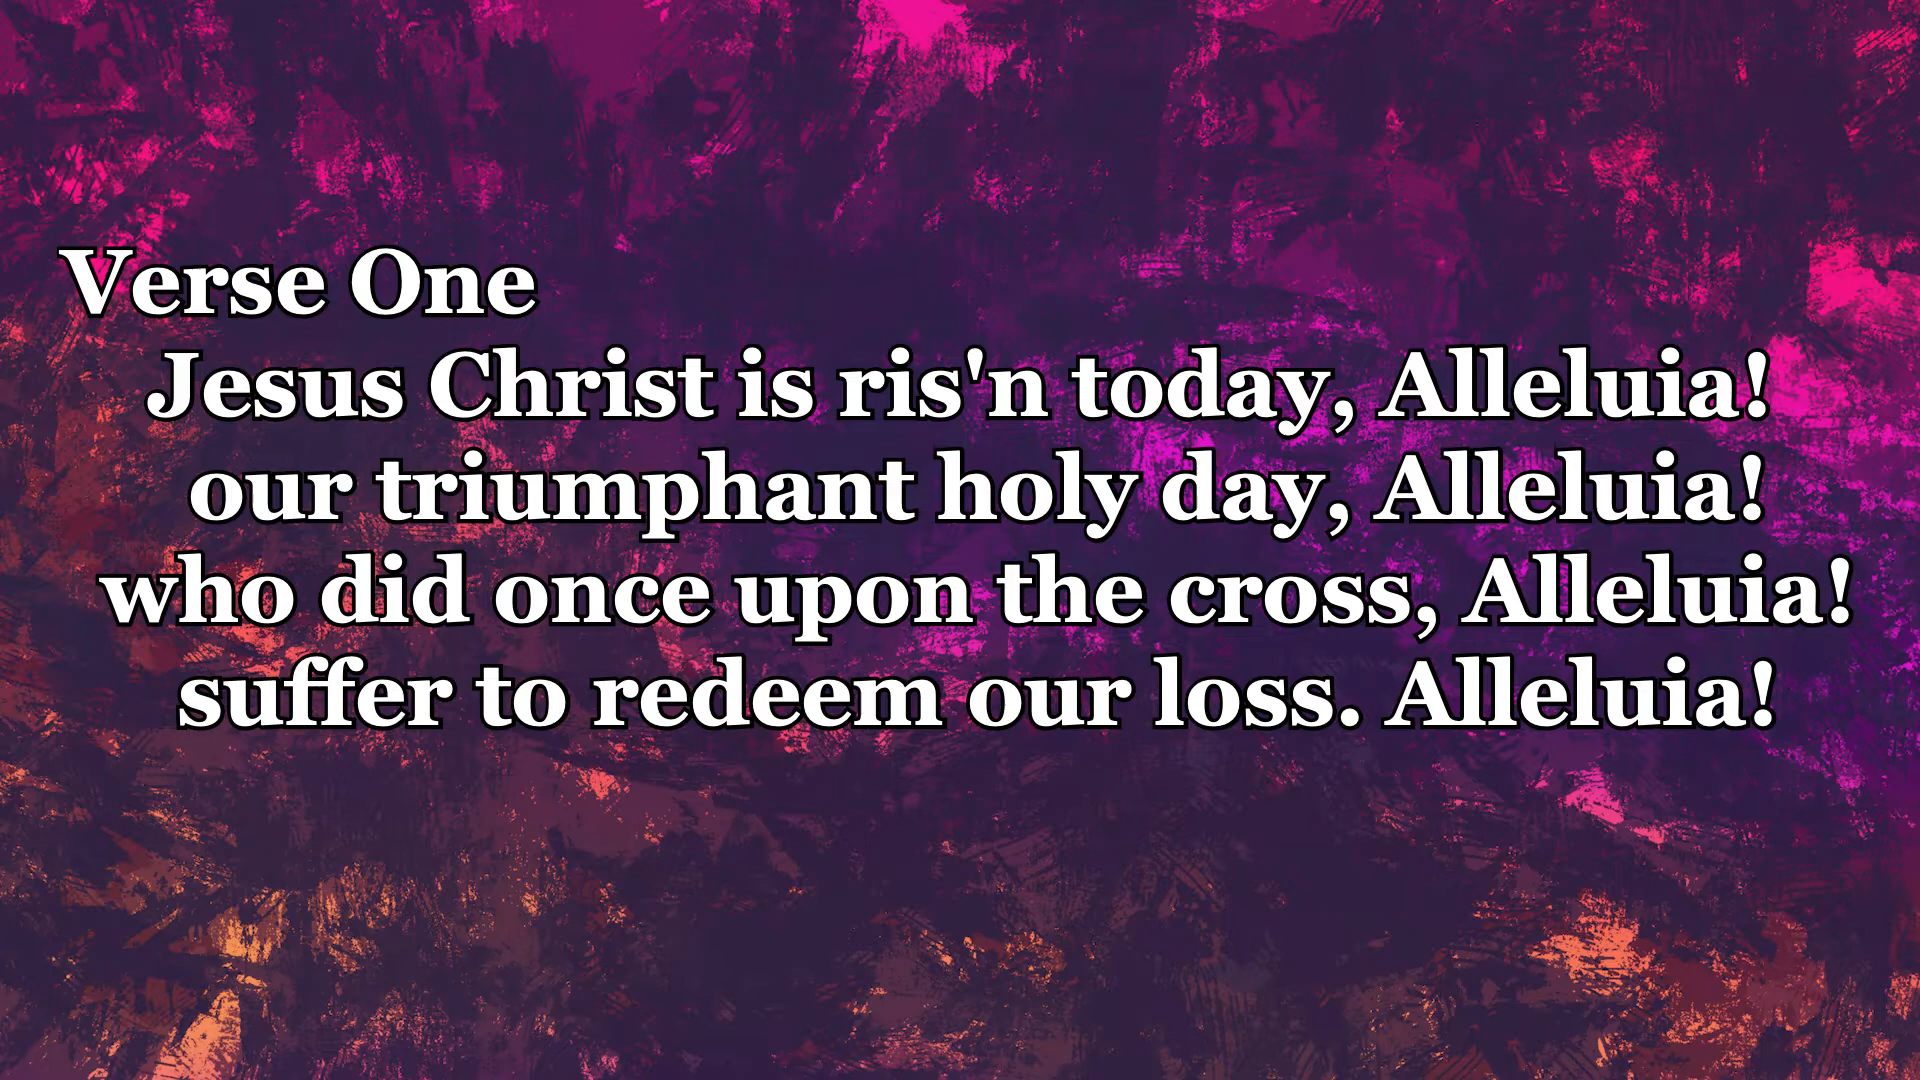 Verse One
Jesus Christ is ris'n today, Alleluia!
our triumphant holy day, Alleluia!
who did once upon the cross, Alleluia!
suffer to redeem our loss. Alleluia!